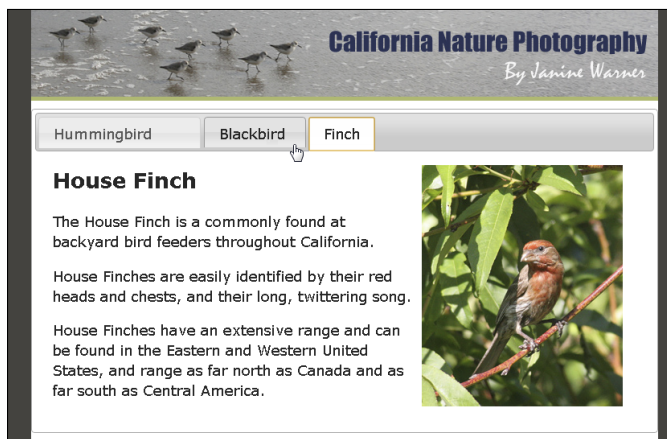 California Nature Photography
By Janine Warner
Hummingbird
Blackbird
Finch
House Finch
The House Finch is a commonly found at
backyard bird feeders throughout California.
House Finches are easily identified by their red
heads and chests, and their long, twittering song.
House Finches have an extensive range and can
be found in the Eastern and Western United
States, and range as far north as Canada and as
far south as Central America.